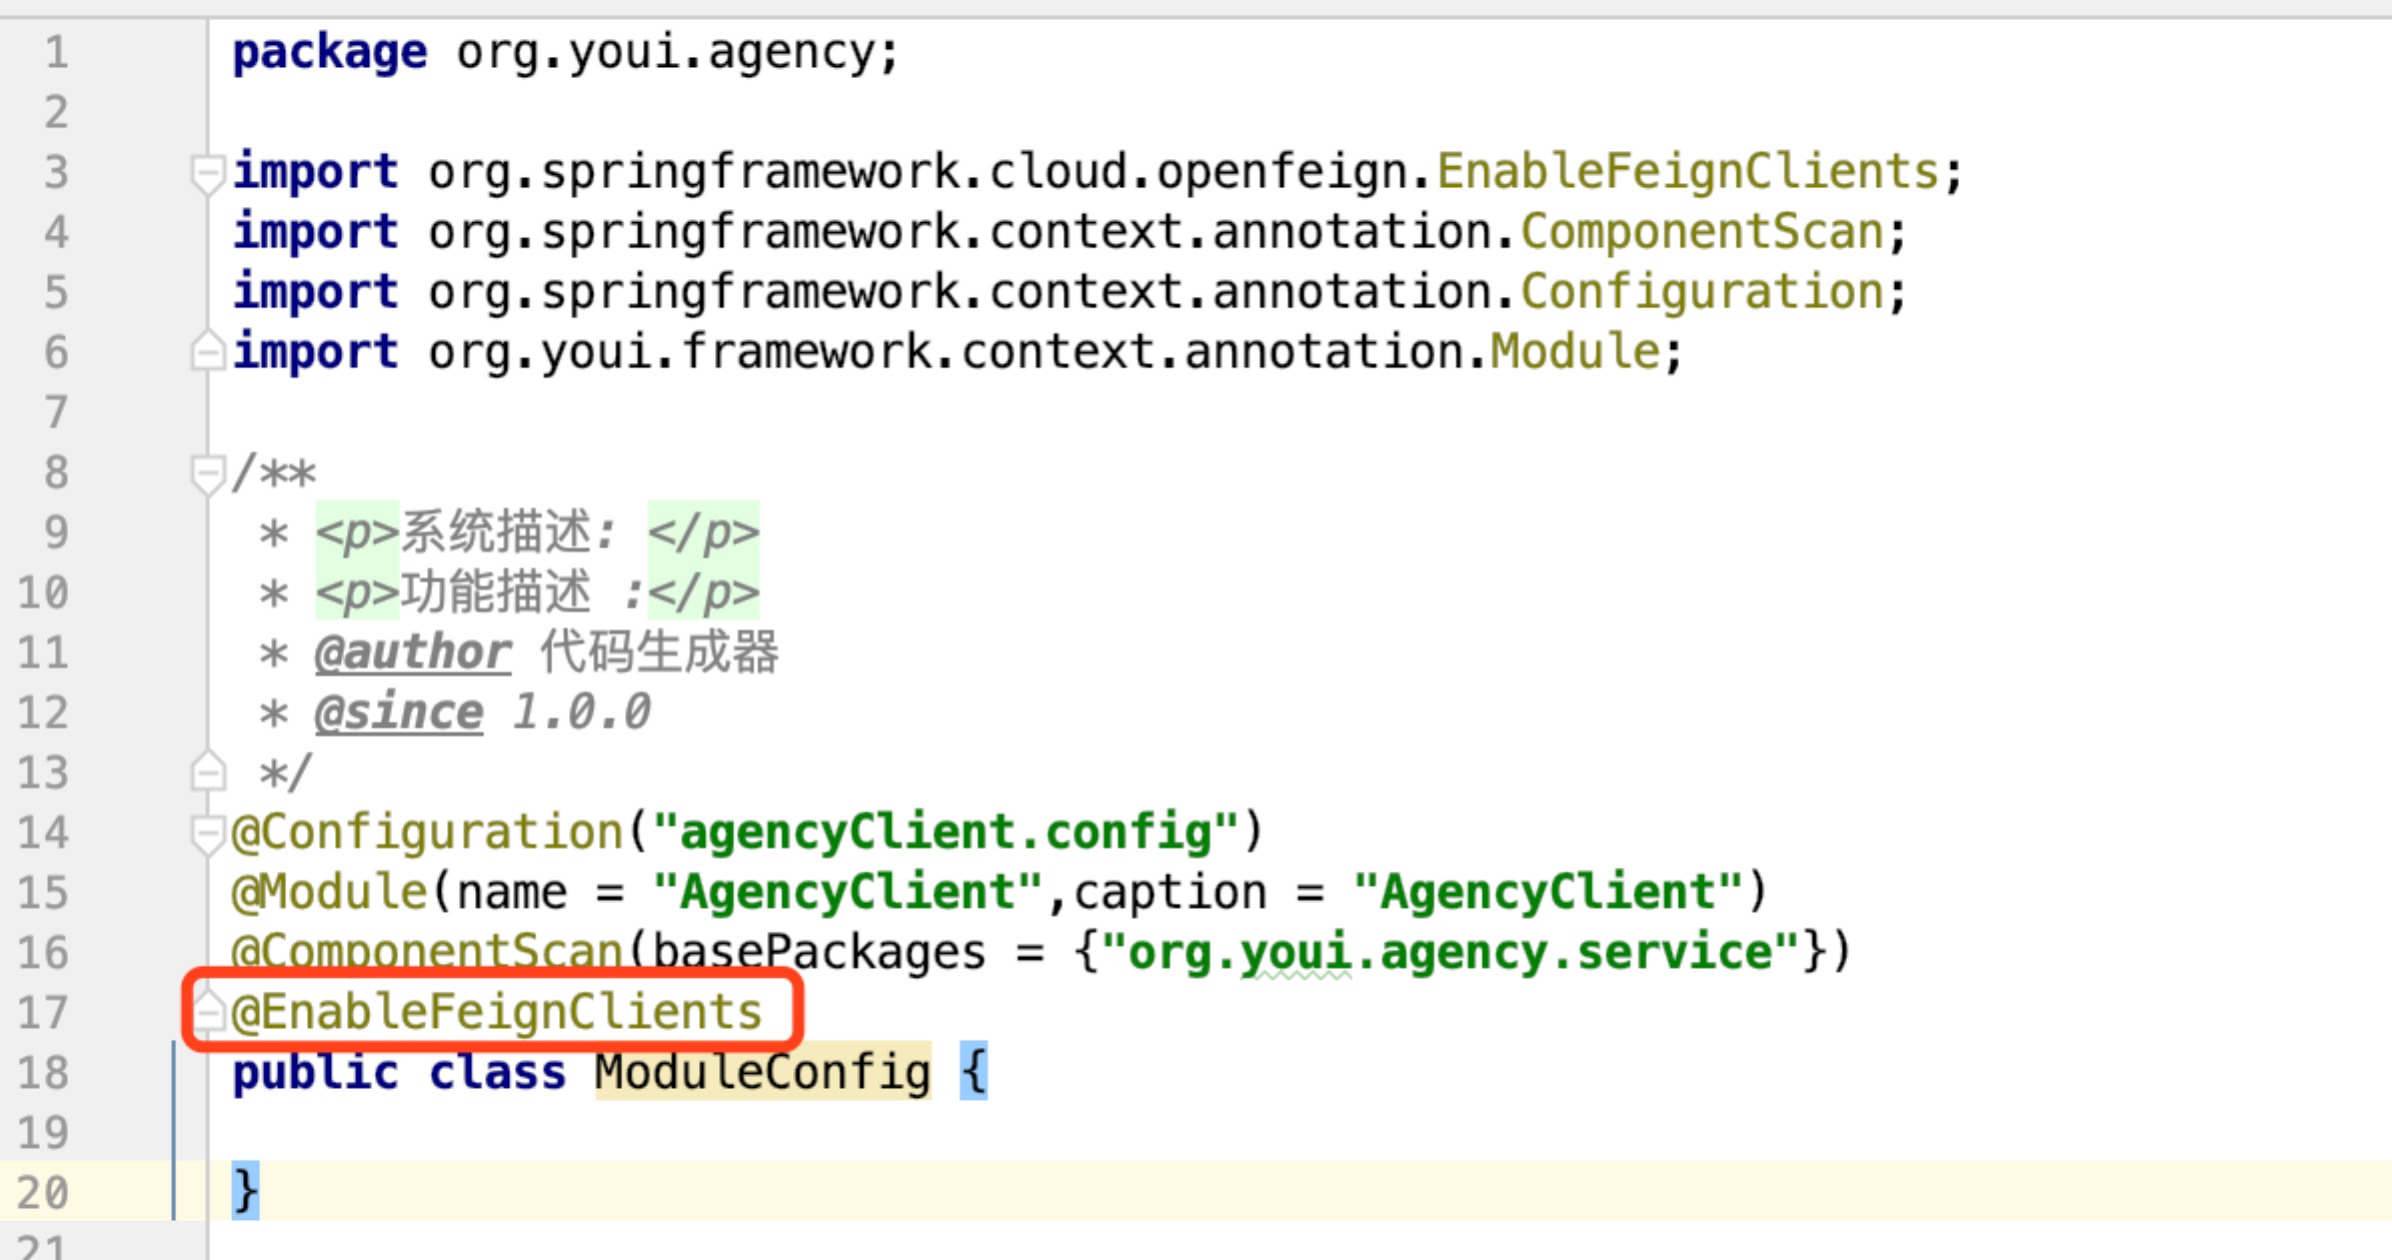 1 package org.youi.agency;
2
3 import org.springframework.cloud.openfeign.EnableFeignClients;
4 import org.springframework.context.annotation.ComponentScan;
5 import org.springframework.context.annotation.Configuration;
6 import org.youi.framework.context.annotation.Module;
7
8 /**
9 * <p>系统描述: </p>
10 * <p>功能描述 :</p>
11 * @author 代码生成器
12 * @since 1.0.0
13 */
14 @Configuration("agencyClient.config")
15 @Module(name = "AgencyClient",caption = "AgencyClient")
16 @ComponentScan(basePackages = {"org.youi.agency.service"})
17 @EnableFeignClients
18 public class ModuleConfig {
19
20 }
21